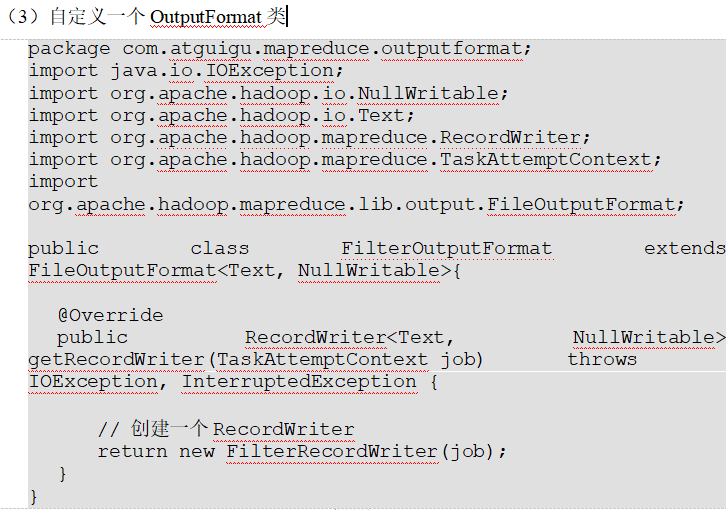 （3）自定义一个 OutputFormat 类
package com.atguigu.mapreduce.outputformat;
import java.io.IOException;
import org.apache.hadoop.io.NullWritable;
import org.apache.hadoop.io.Text;
import org.apache.hadoop.mapreduce.RecordWriter;
import org.apache.hadoop.mapreduce.TaskAttemptContext;
import
org.apache.hadoop.mapreduce.lib.output.FileOutputFormat;
public class FilterOutputFormat extends
FileOutputFormat<Text, NullWritable>{
@Override
public RecordWriter<Text, NullWritable>
getRecordWriter(TaskAttemptContext job) throws
IOException, InterruptedException {
// 创建一个 RecordWriter
return new FilterRecordWriter(job);
}
}